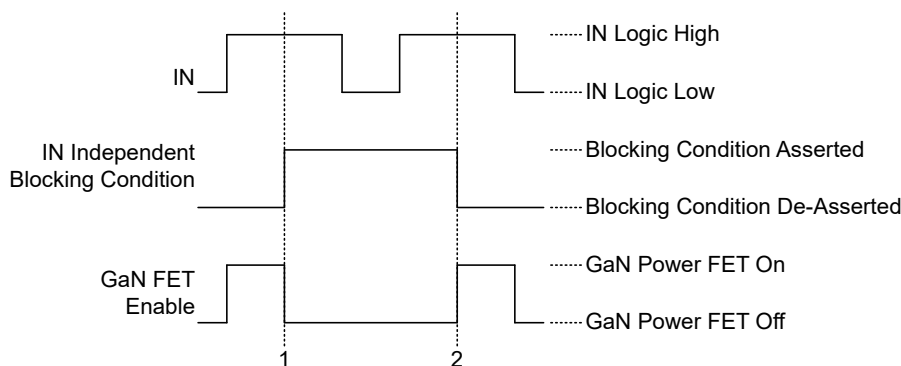 IN
IN Logic High
IN Logic Low
IN Independent
Blocking Condition
Blocking Condition Asserted
Blocking Condition De-Asserted
GaN FET
Enable
GaN Power FET On
GaN Power FET Off
1
2